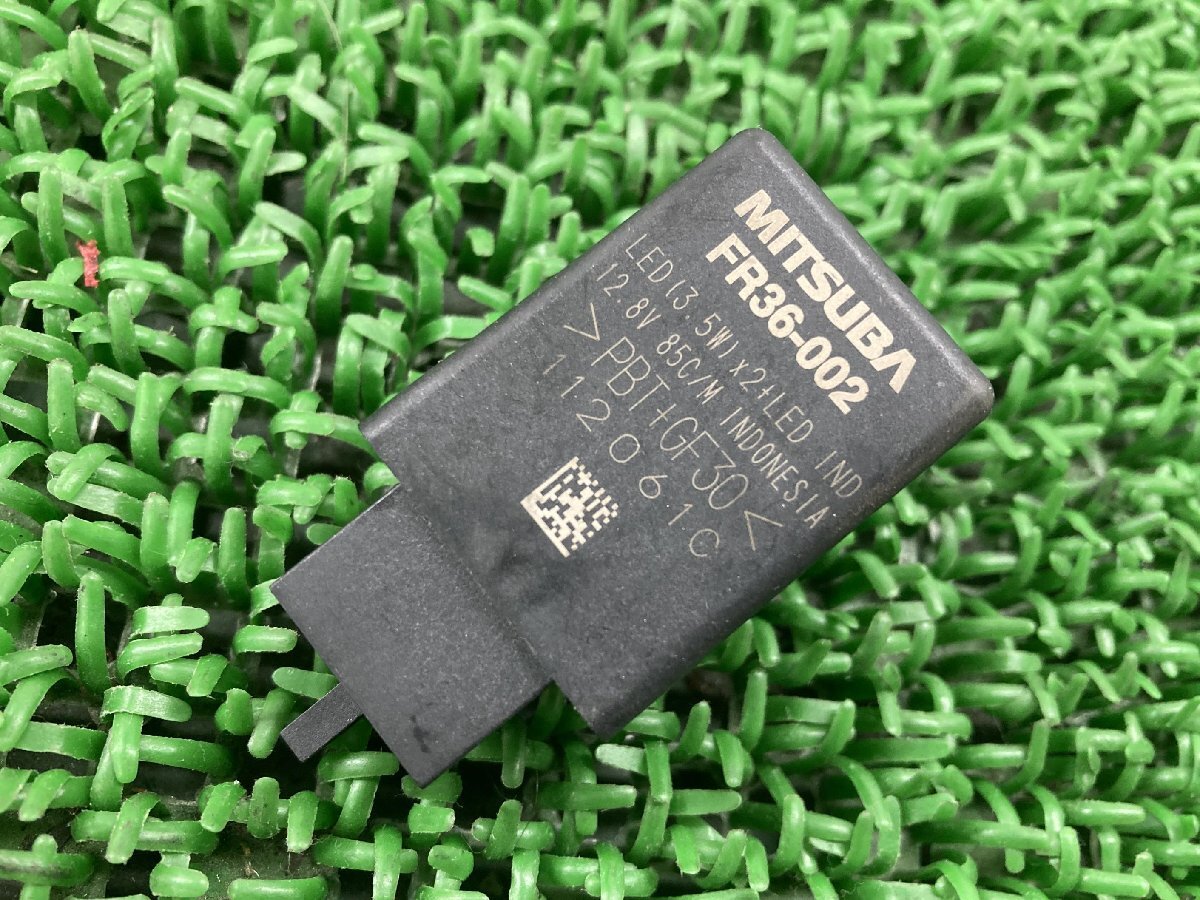 MITSUBA
FR36-002
LED(3.5W)x2+LED IND
12.8V 85C/M INDONESIA
>PBT+GF30<
112061C